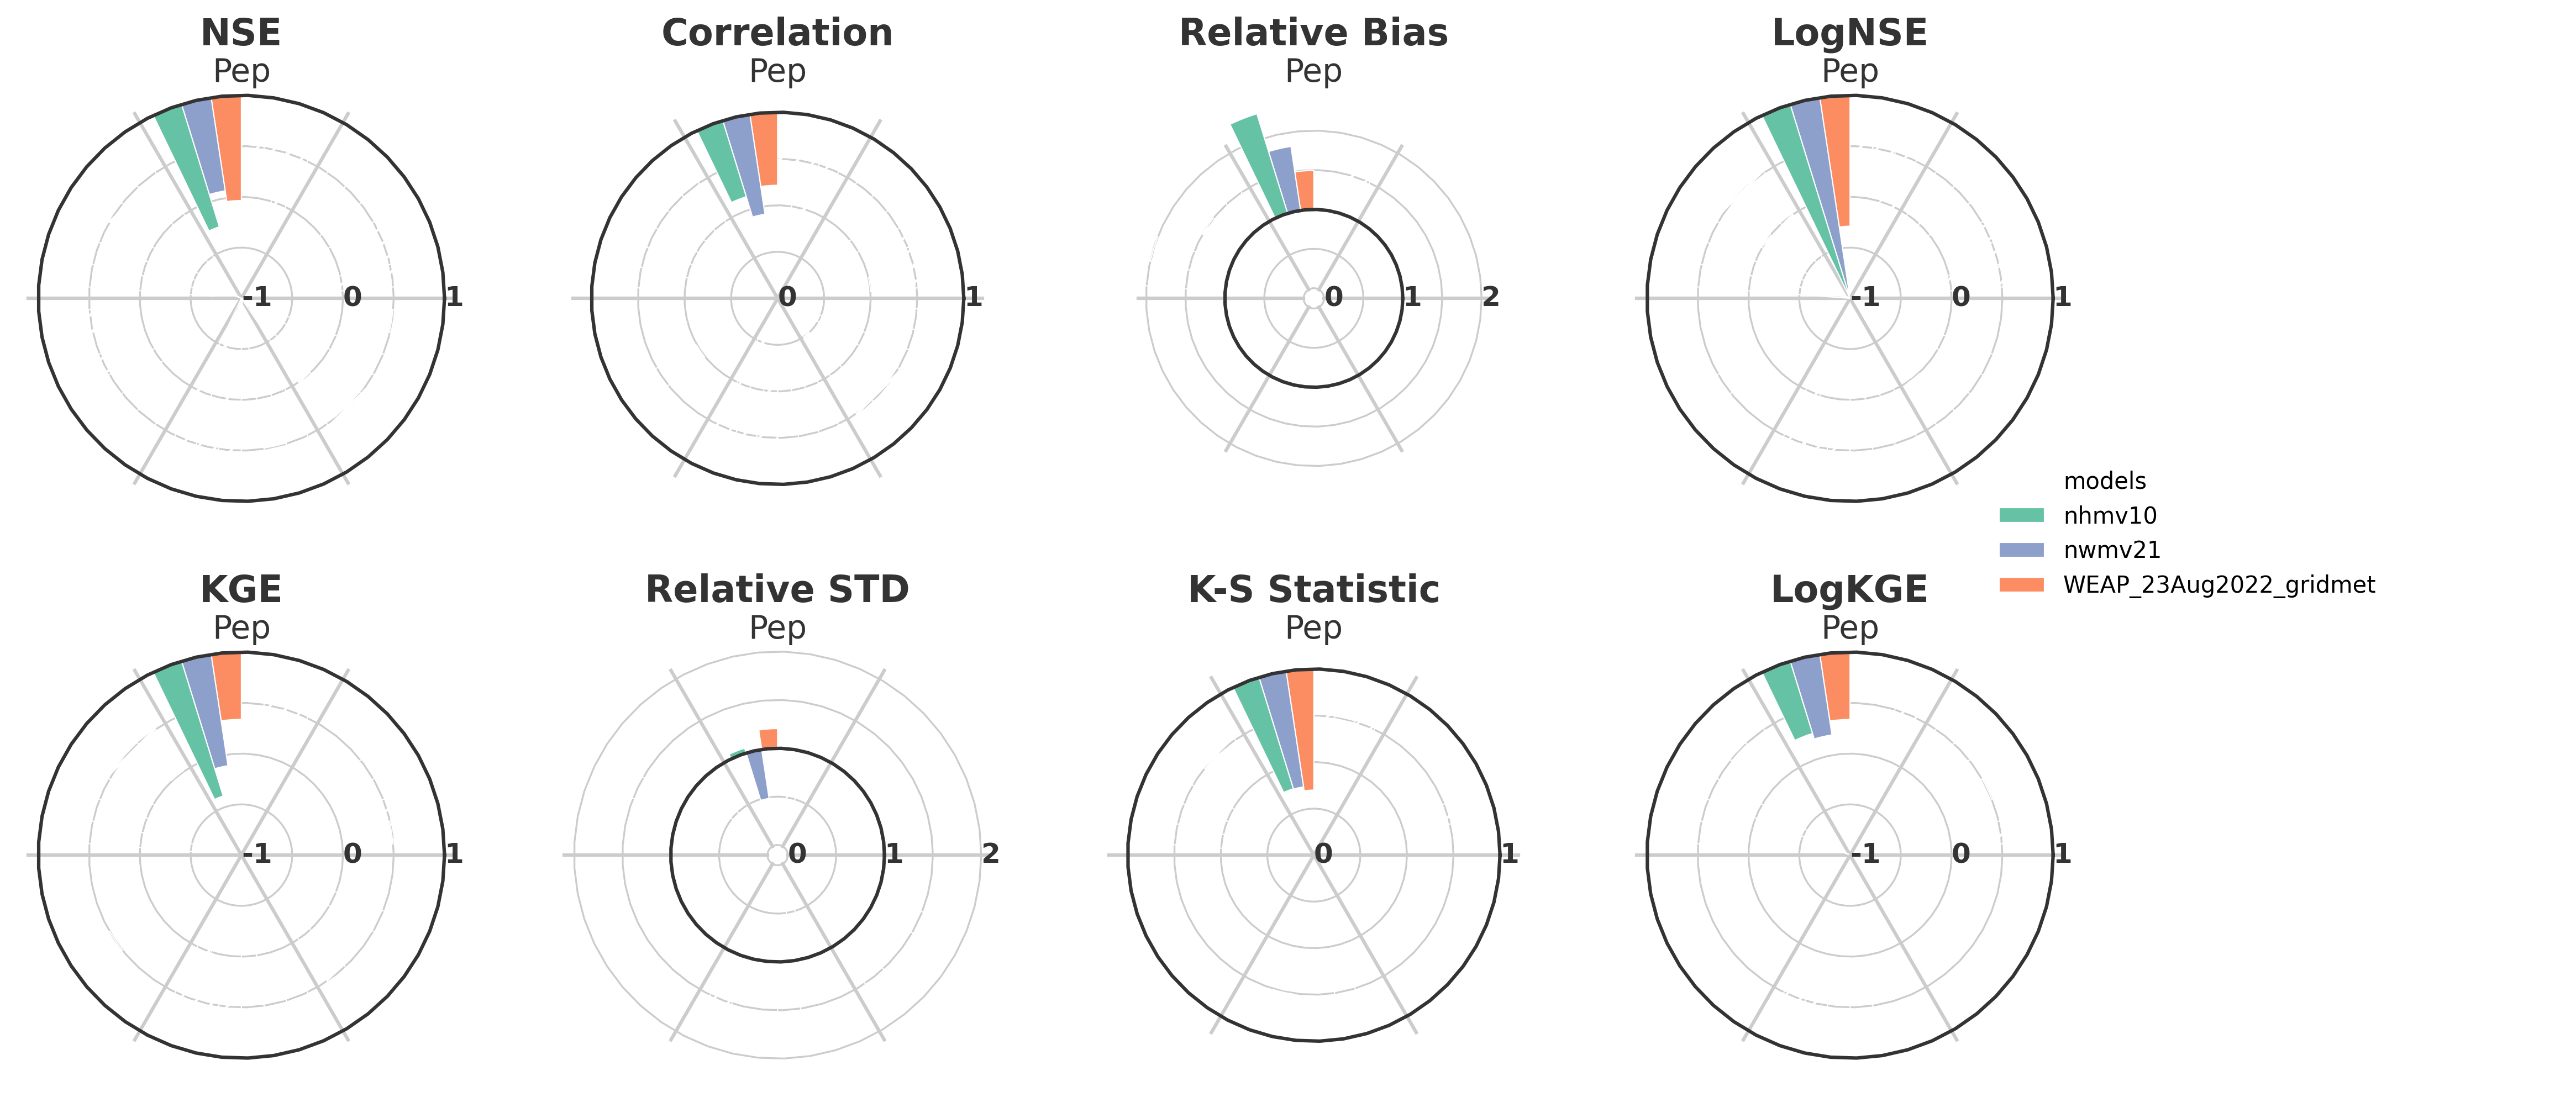 NSE
Pep
-1 0 1
Correlation
Pep
0 1
Relative Bias
Pep
0 1 2
LogNSE
Pep
-1 0 1
models
nhmv10
nwmv21
WEAP_23Aug2022_gridmet
KGE
Pep
-1 0 1
Relative STD
Pep
0 1 2
K-S Statistic
Pep
0 1
LogKGE
Pep
-1 0 1